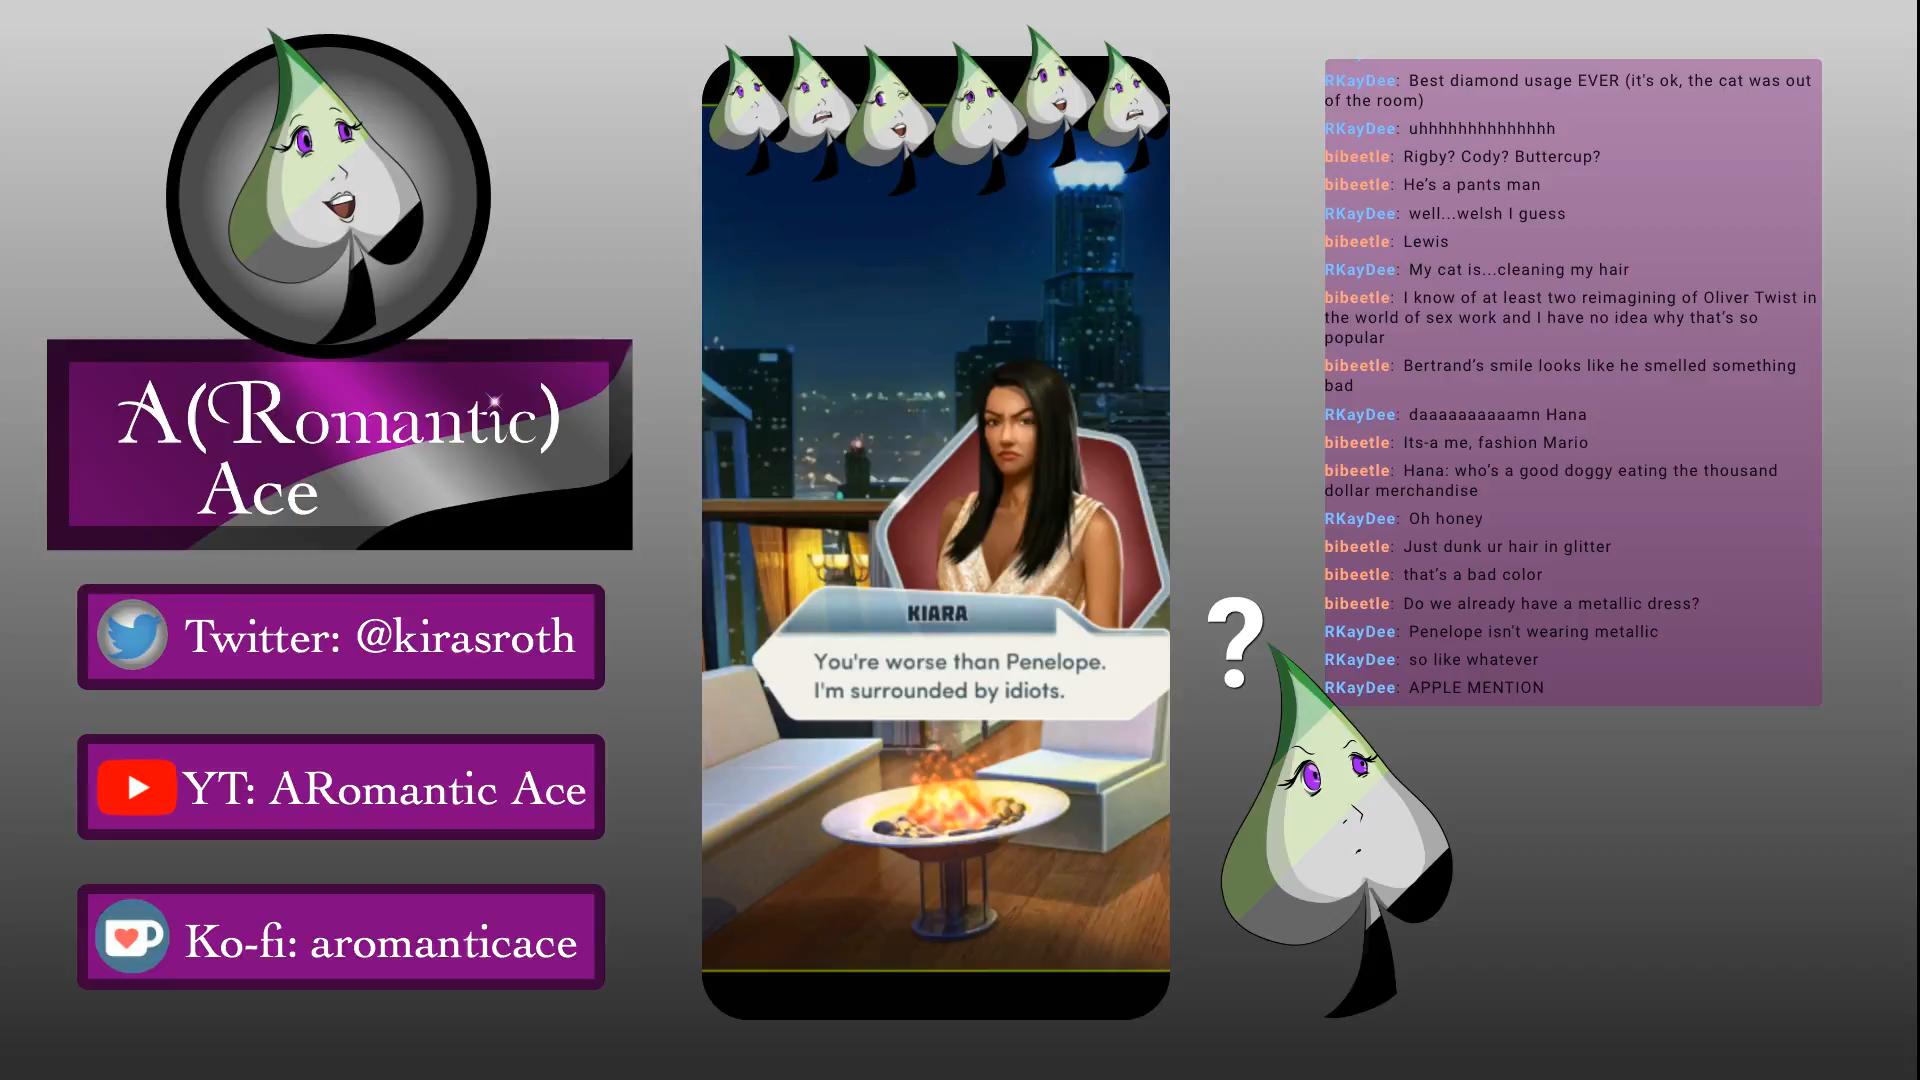 A(Romantic)
Ace
Twitter: @kirasroth
YT: ARomantic Ace
Ko-fi: aromanticace
KIARA
You're worse than Penelope.
I'm surrounded by idiots.
?
RKayDee: Best diamond usage EVER (it's ok, the cat was out
of the room)
RKayDee: uhhhhhhhhhhhhhh
bibeetle: Rigby? Cody? Buttercup?
bibeetle: He’s a pants man
RKayDee: well...welsh I guess
bibeetle: Lewis
RKayDee: My cat is...cleaning my hair
bibeetle: I know of at least two reimagining of Oliver Twist in
the world of sex work and I have no idea why that’s so
popular
bibeetle: Bertrand’s smile looks like he smelled something
bad
RKayDee: daaaaaaaaaamn Hana
bibeetle: Its-a me, fashion Mario
bibeetle: Hana: who’s a good doggy eating the thousand
dollar merchandise
RKayDee: Oh honey
bibeetle: Just dunk ur hair in glitter
bibeetle: that’s a bad color
bibeetle: Do we already have a metallic dress?
RKayDee: Penelope isn't wearing metallic
RKayDee: so like whatever
RKayDee: APPLE MENTION